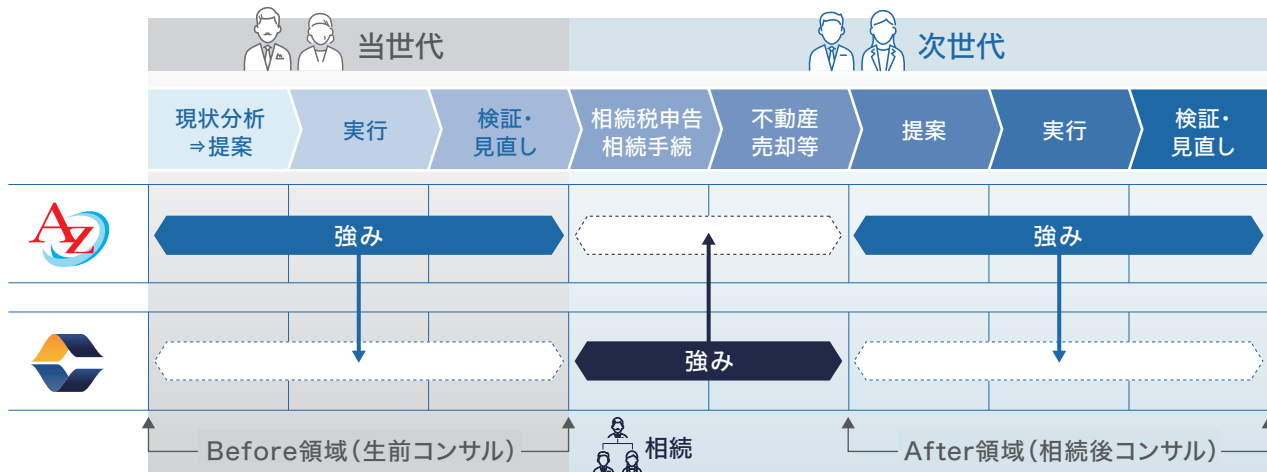 当世代
次世代
現状分析
⇒提案
実行
検証・
見直し
相続税申告
相続手続
不動産
売却等
提案
実行
検証・
見直し
AZ
強み
強み
強み
Before領域（生前コンサル）
相続
After領域（相続後コンサル）